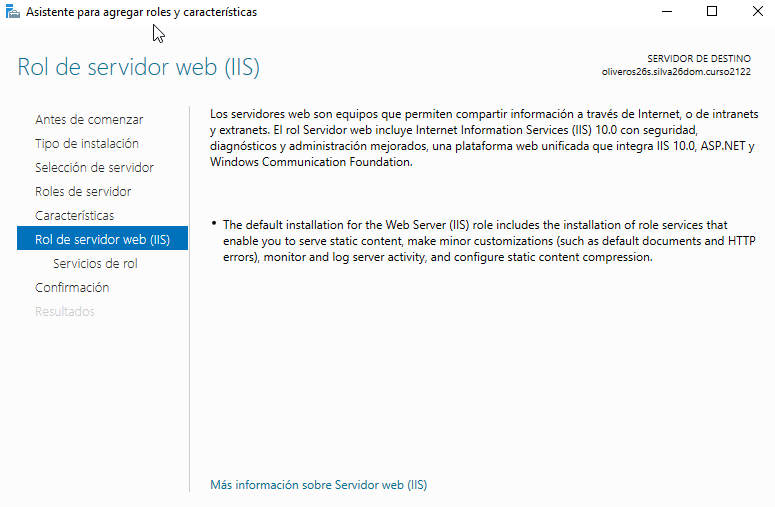 Asistente para agregar roles y características
Rol de servidor web (IIS)
SERVIDOR DE DESTINO
oliveros26s.silva26dom.curso2122
Antes de comenzar
Tipo de instalación
Selección de servidor
Roles de servidor
Características
Rol de servidor web (IIS)
Servicios de rol
Confirmación
Resultados
Los servidores web son equipos que permiten compartir información a través de Internet, o de intranets
y extranets. El rol Servidor web incluye Internet Information Services (IIS) 10.0 con seguridad,
diagnósticos y administración mejorados, una plataforma web unificada que integra IIS 10.0, ASP.NET y
Windows Communication Foundation.
• The default installation for the Web Server (IIS) role includes the installation of role services that
enable you to serve static content, make minor customizations (such as default documents and HTTP
errors), monitor and log server activity, and configure static content compression.
Más información sobre Servidor web (IIS)